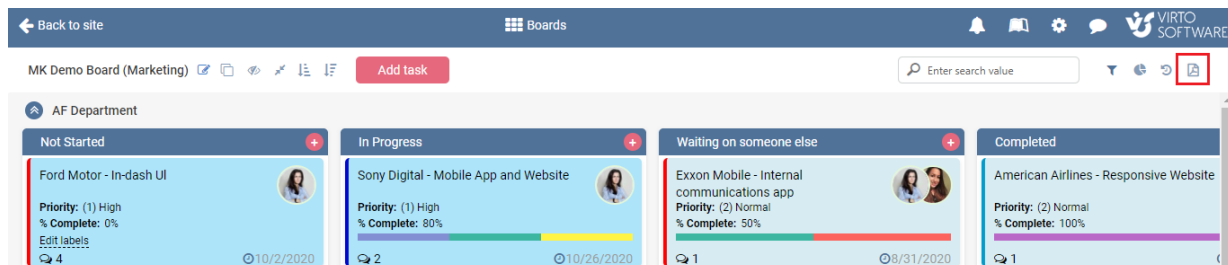 Back to site
Boards
VIRTO
SOFTWARE
MK Demo Board (Marketing)
Add task
Enter search value
AF Department
Not Started
In Progress
Waiting on someone else
Completed
Ford Motor - In-dash UI
Priority: (1) High
% Complete: 0%
Edit labels
4
10/2/2020
Sony Digital - Mobile App and Website
Priority: (1) High
% Complete: 80%
2
10/26/2020
Exxon Mobile - Internal
communications app
Priority: (2) Normal
% Complete: 50%
1
8/31/2020
American Airlines - Responsive Website
Priority: (2) Normal
% Complete: 100%
1